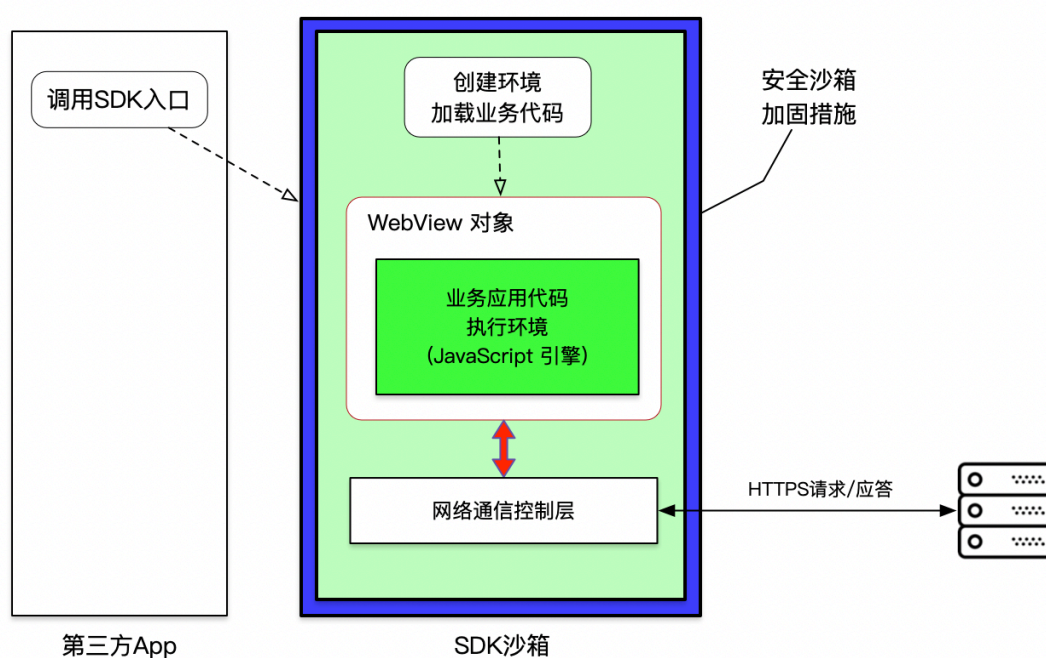 调用SDK入口
创建环境
加载业务代码
安全沙箱
加固措施
WebView 对象
业务应用代码
执行环境
（JavaScript 引擎）
网络通信控制层
HTTPS请求/应答
第三方App
SDK沙箱